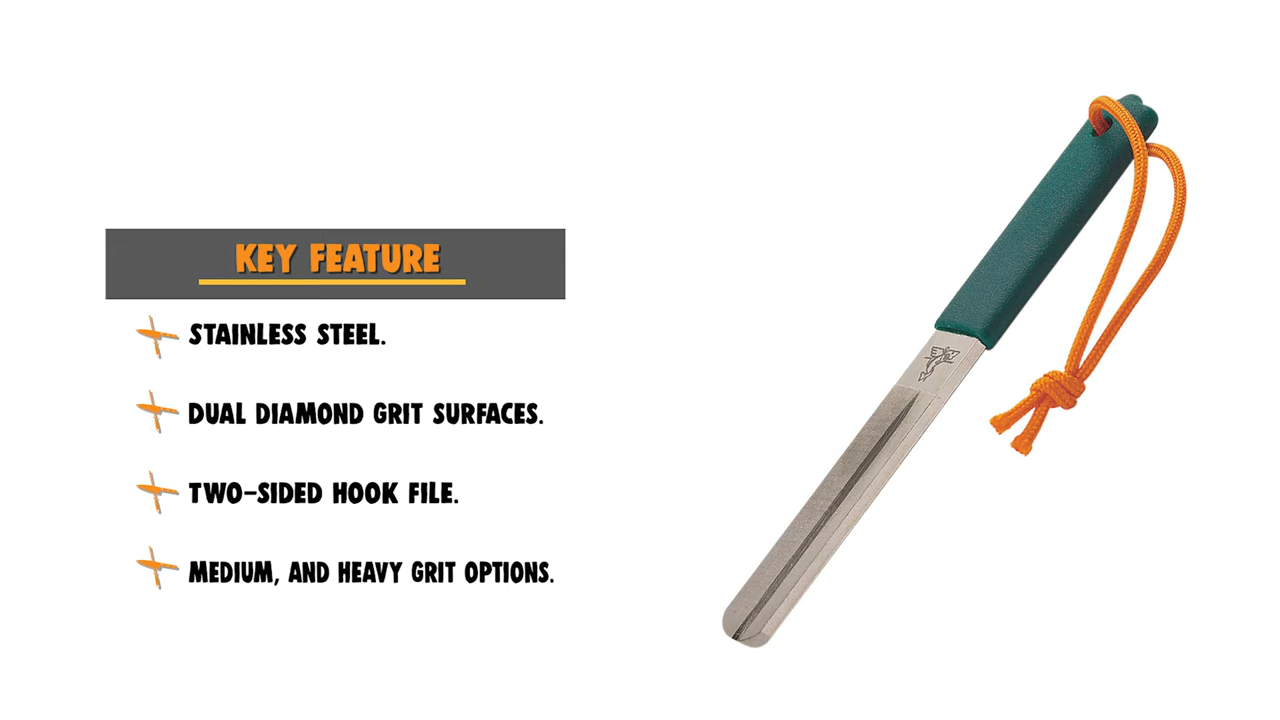 KEY FEATURE
STAINLESS STEEL.
DUAL DIAMOND GRIT SURFACES.
TWO-SIDED HOOK FILE.
MEDIUM, AND HEAVY GRIT OPTIONS.